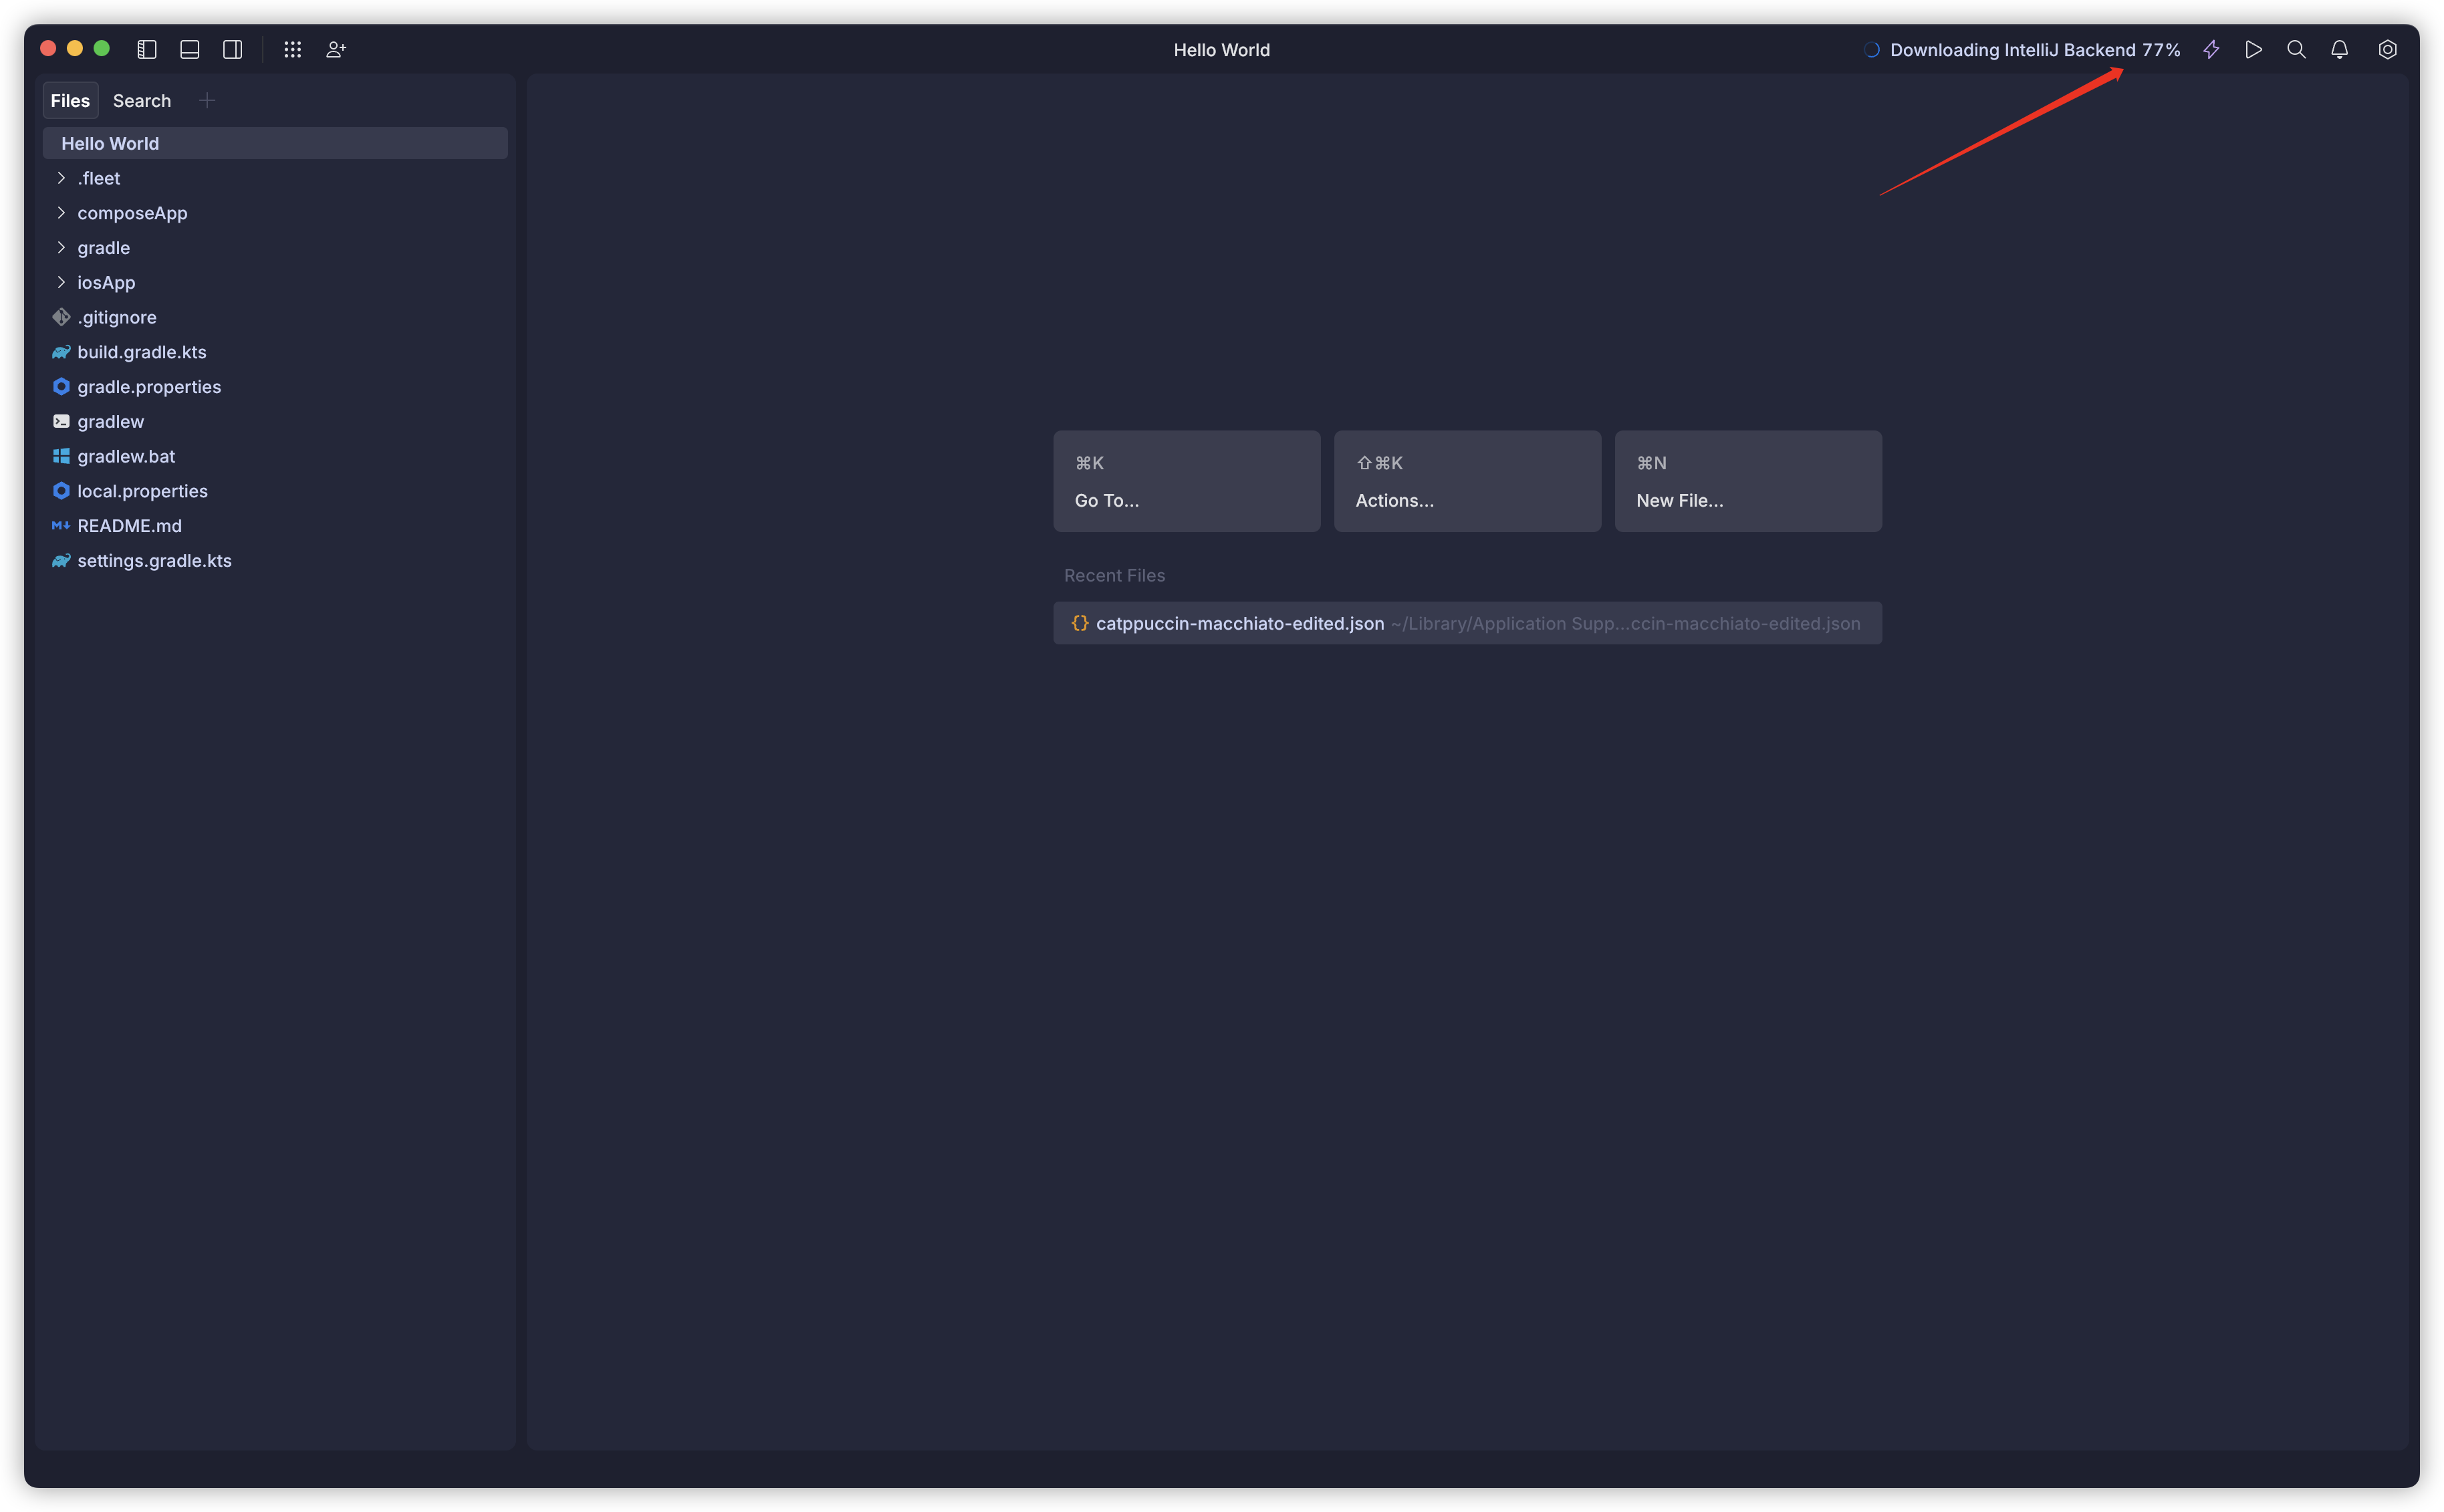 Hello World
Downloading IntelliJ Backend 77%
Files Search
Hello World
.fleet
composeApp
gradle
iosApp
.gitignore
build.gradle.kts
gradle.properties
gradlew
gradlew.bat
local.properties
README.md
settings.gradle.kts
⌘K
Go To...
⇧⌘K
Actions...
⌘N
New File...
Recent Files
{} catppuccin-macchiato-edited.json ~/Library/Application Supp...ccin-macchiato-edited.json